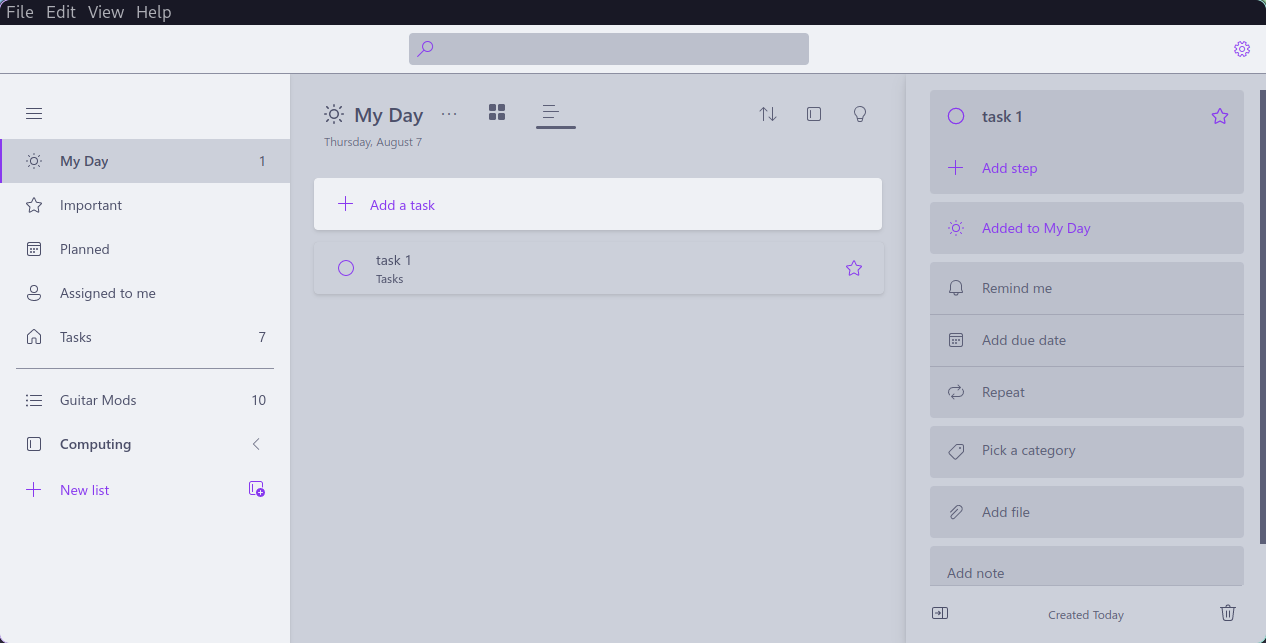 File Edit View Help
My Day 1
Important
Planned
Assigned to me
Tasks 7
Guitar Mods 10
Computing
New list
My Day
Thursday, August 7
Add a task
task 1
Tasks
task 1
Add step
Added to My Day
Remind me
Add due date
Repeat
Pick a category
Add file
Add note
Created Today